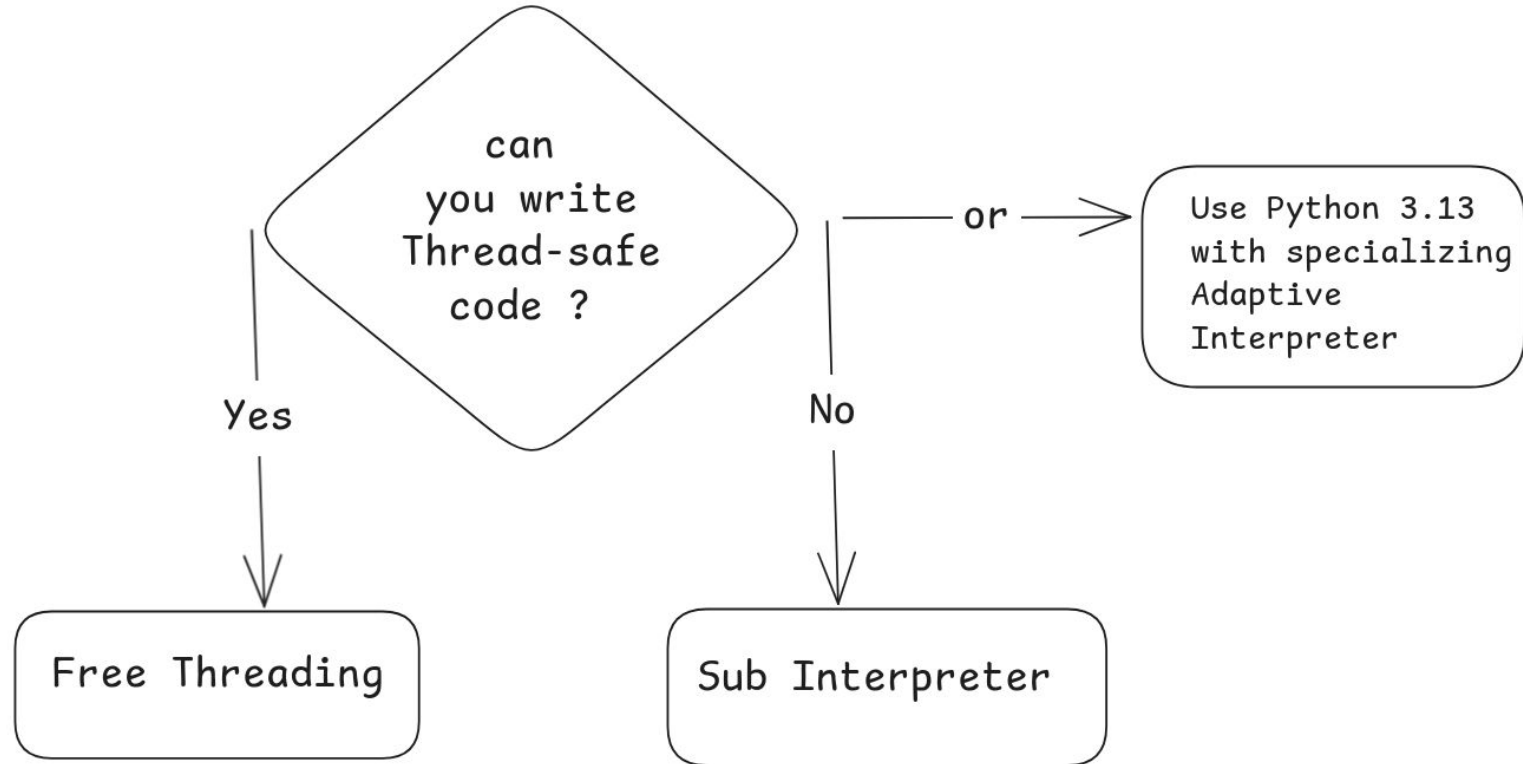 can
you write
Thread-safe
code ?
or
Use Python 3.13
with specializing
Adaptive
Interpreter
Yes
No
Free Threading
Sub Interpreter